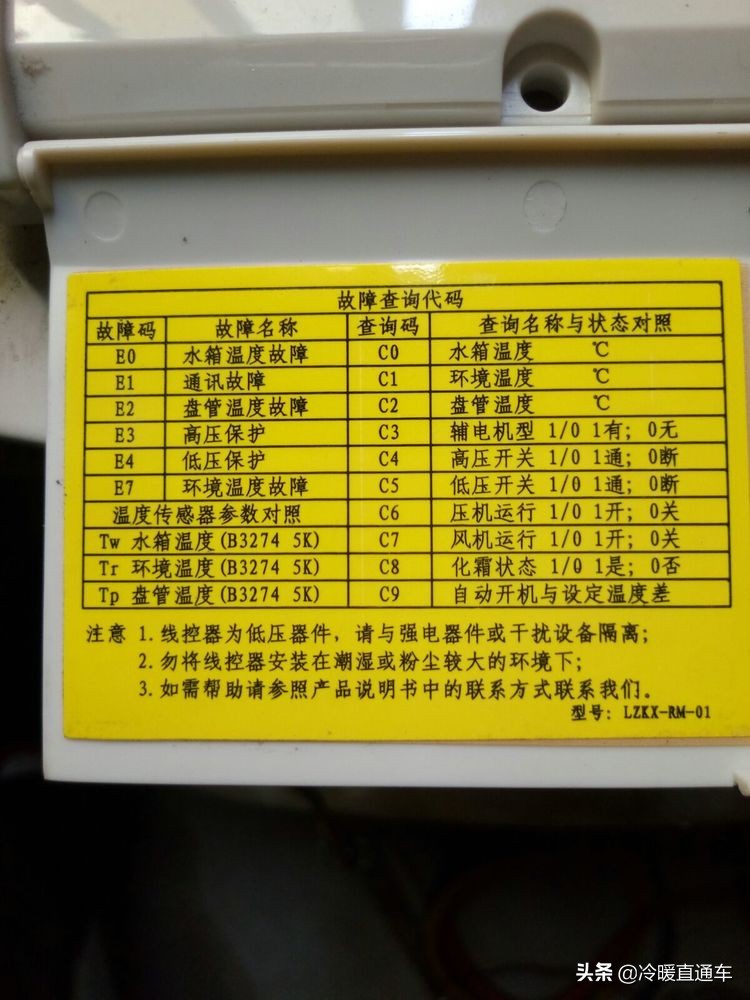 故障查询代码
故障码 故障名称 查询码 查询名称与状态对照
E0 水箱温度故障 C0 水箱温度 ℃
E1 通讯故障 C1 环境温度 ℃
E2 盘管温度故障 C2 盘管温度 ℃
E3 高压保护 C3 辅电机型 1/0 1有; 0无
E4 低压保护 C4 高压开关 1/0 1通; 0断
E7 环境温度故障 C5 低压开关 1/0 1通; 0断
温度传感器参数对照 C6 压机运行 1/0 1开; 0关
Tw 水箱温度(B3274 5K) C7 风机运行 1/0 1开; 0关
Tr 环境温度(B3274 5K) C8 化霜状态 1/0 1是; 0否
Tp 盘管温度(B3274 5K) C9 自动开机与设定温度差
注意 1.线控器为低压器件，请与强电器件或干扰设备隔离;
2.勿将线控器安装在潮湿或粉尘较大的环境下;
3.如需帮助请参照产品说明书中的联系方式联系我们。
型号: LZKX-RM-01
头条 @冷暖直通车